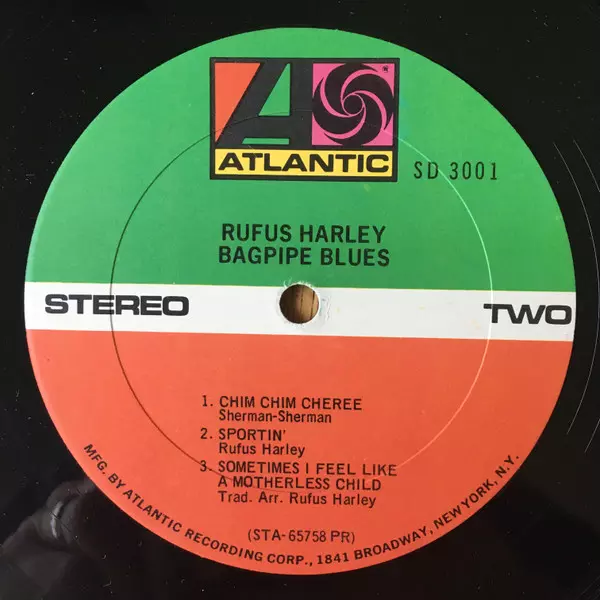 ATLANTIC
SD 3001
RUFUS HARLEY
BAGPIPE BLUES
STEREO
TWO
1. CHIM CHIM CHEREE
Sherman-Sherman
2. SPORTIN'
Rufus Harley
3. SOMETIMES I FEEL LIKE
A MOTHERLESS CHILD
Trad. Arr. Rufus Harley
(STA-65758 PR)
MFG. BY ATLANTIC RECORDING CORP., 1841 BROADWAY, NEW YORK, N.Y.